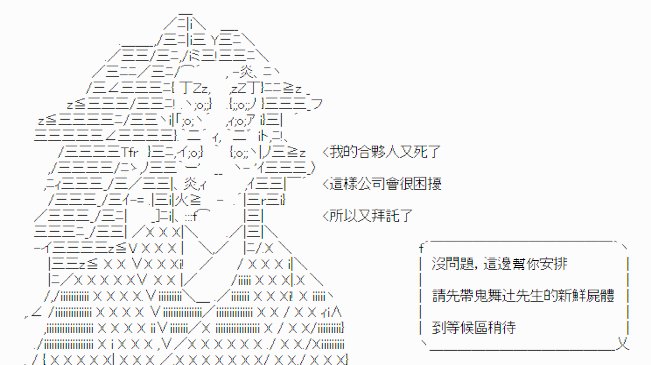 <我的合夥人又死了
<這樣公司會很困擾
<所以又拜託了
沒問題, 這邊幫你安排
請先帶鬼舞辻先生的新鮮屍體
到等候區稍待